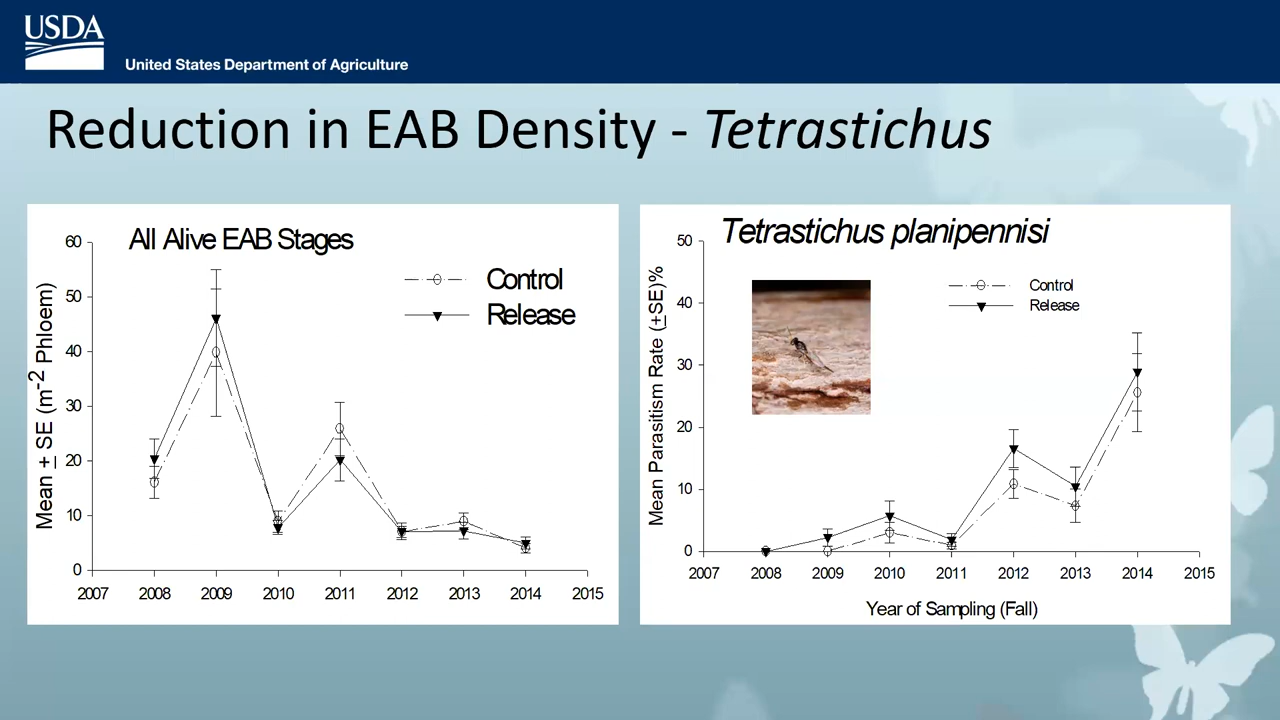 USDA
United States Department of Agriculture
Reduction in EAB Density - Tetrastichus
All Alive EAB Stages
Control
Release
Mean + SE (m-2 Phloem)
60
50
40
30
20
10
0
2007 2008 2009 2010 2011 2012 2013 2014 2015
Tetrastichus planipennisi
Control
Release
Mean Parasitism Rate (±SE)%
50
40
30
20
10
0
2007 2008 2009 2010 2011 2012 2013 2014 2015
Year of Sampling (Fall)